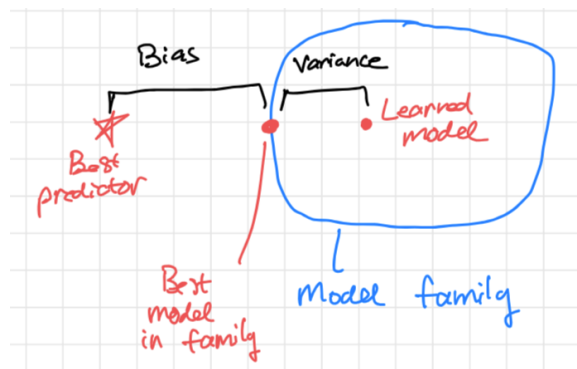 Bias
Variance
Best
predictor
Learned
model
Best
model
in family
Model family